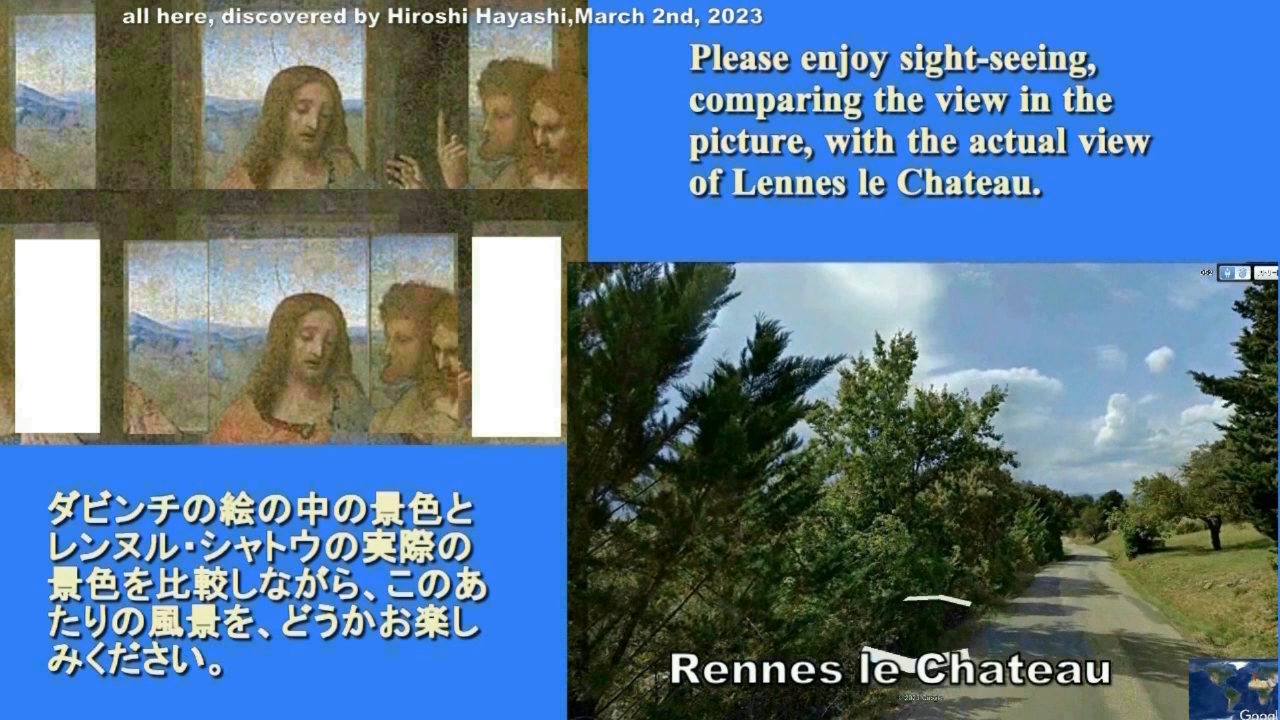 all here, discovered by Hiroshi Hayashi,March 2nd, 2023
Please enjoy sight-seeing,
comparing the view in the
picture, with the actual view
of Lennes le Chateau.
ダビンチの絵の中の景色と
レンヌル・シャトウの実際の
景色を比較しながら、このあ
たりの風景を、どうかお楽し
みください。
Rennes le Chateau
2021 Google
Googl